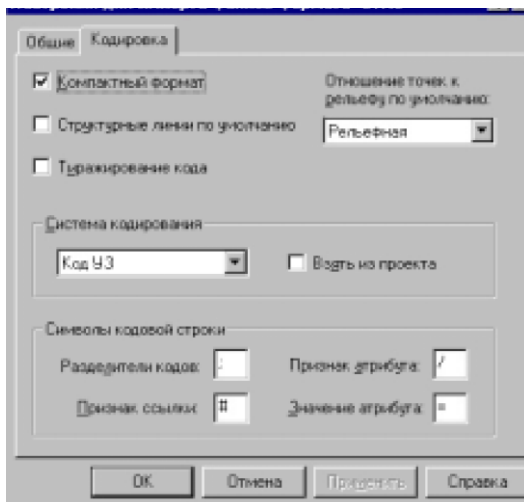 Общие Кодировка
Компактный формат
Отношение точек к
рельефу по умолчанию:
Структурные линии по умолчанию
Рельефная
Тиражирование кода
Система кодирования
Код УЗ
Взять из проекта
Символы кодовой строки
Разделители кодов: ;
Признак атрибута: /
Признак ссылки: #
Значение атрибута: =
OK Отмена Применить Справка